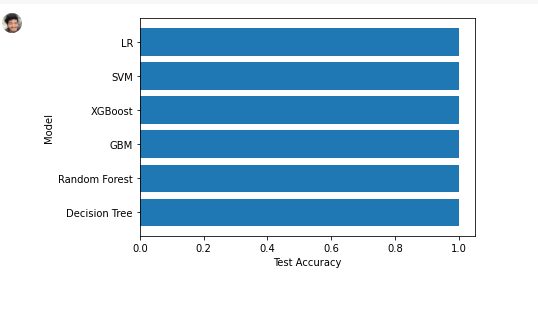 LR
SVM
XGBoost
GBM
Random Forest
Decision Tree
Model
0.0 0.2 0.4 0.6 0.8 1.0
Test Accuracy